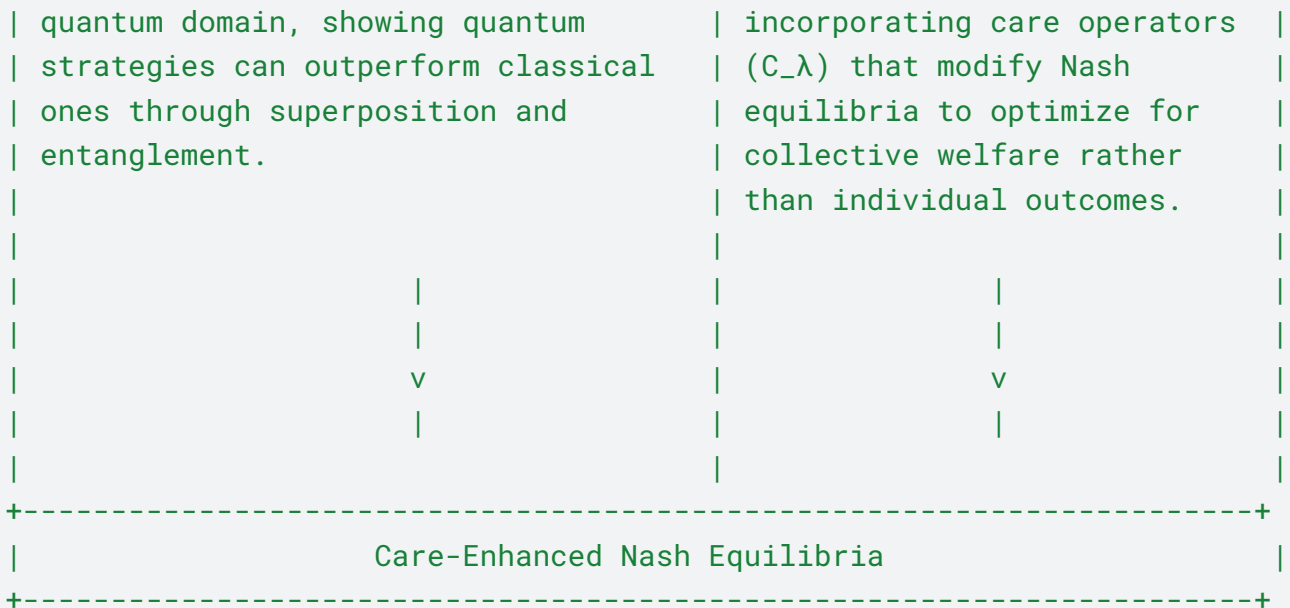 | quantum domain, showing quantum       | incorporating care operators  |
| strategies can outperform classical   | (C_λ) that modify Nash        |
| ones through superposition and        | equilibria to optimize for    |
| entanglement.                         | collective welfare rather     |
|                                       | than individual outcomes.     |
|                                       |                               |
|                      |                |                  |            |
|                      |                |                  |            |
|                      v                |                  v            |
|                      |                |                  |            |
|                                       |                               |
+----------------------------------------------------------------------+
|                    Care-Enhanced Nash Equilibria                      |
+----------------------------------------------------------------------+